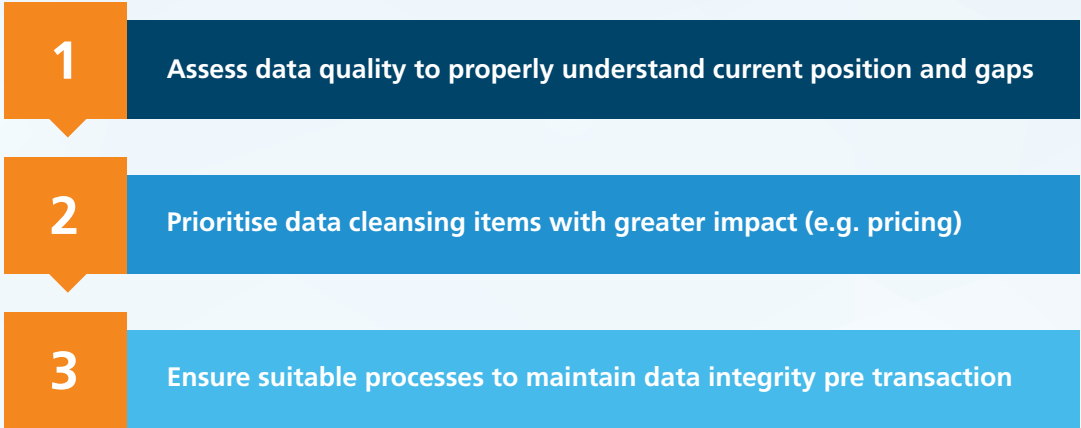 1
Assess data quality to properly understand current position and gaps
2
Prioritise data cleansing items with greater impact (e.g. pricing)
3
Ensure suitable processes to maintain data integrity pre transaction